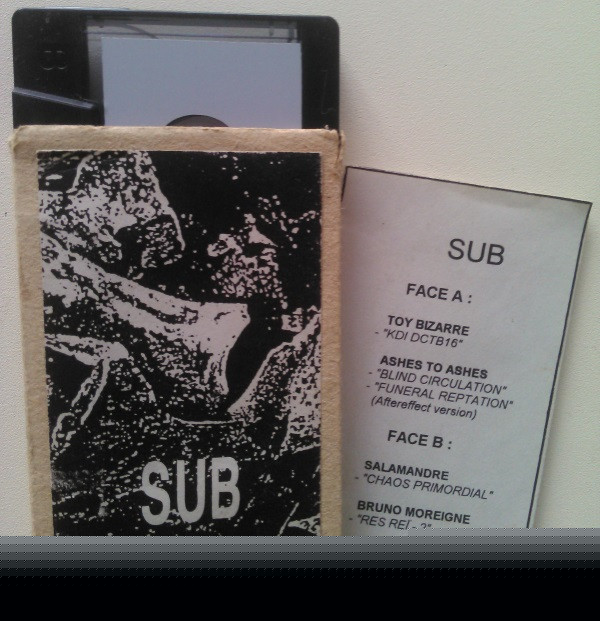 SUB
SUB
FACE A :
TOY BIZARRE
- "KDI DCTB16"
ASHES TO ASHES
- "BLIND CIRCULATION"
- "FUNERAL REPTATION"
(Aftereffect version)
FACE B :
SALAMANDRE
- "CHAOS PRIMORDIAL"
BRUNO MOREIGNE
- "RES